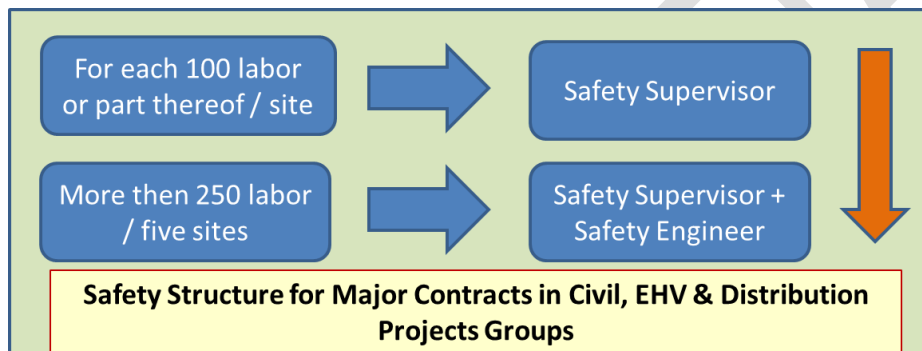 For each 100 labor
or part thereof / site
Safety Supervisor
More then 250 labor
/ five sites
Safety Supervisor +
Safety Engineer
Safety Structure for Major Contracts in Civil, EHV & Distribution
Projects Groups